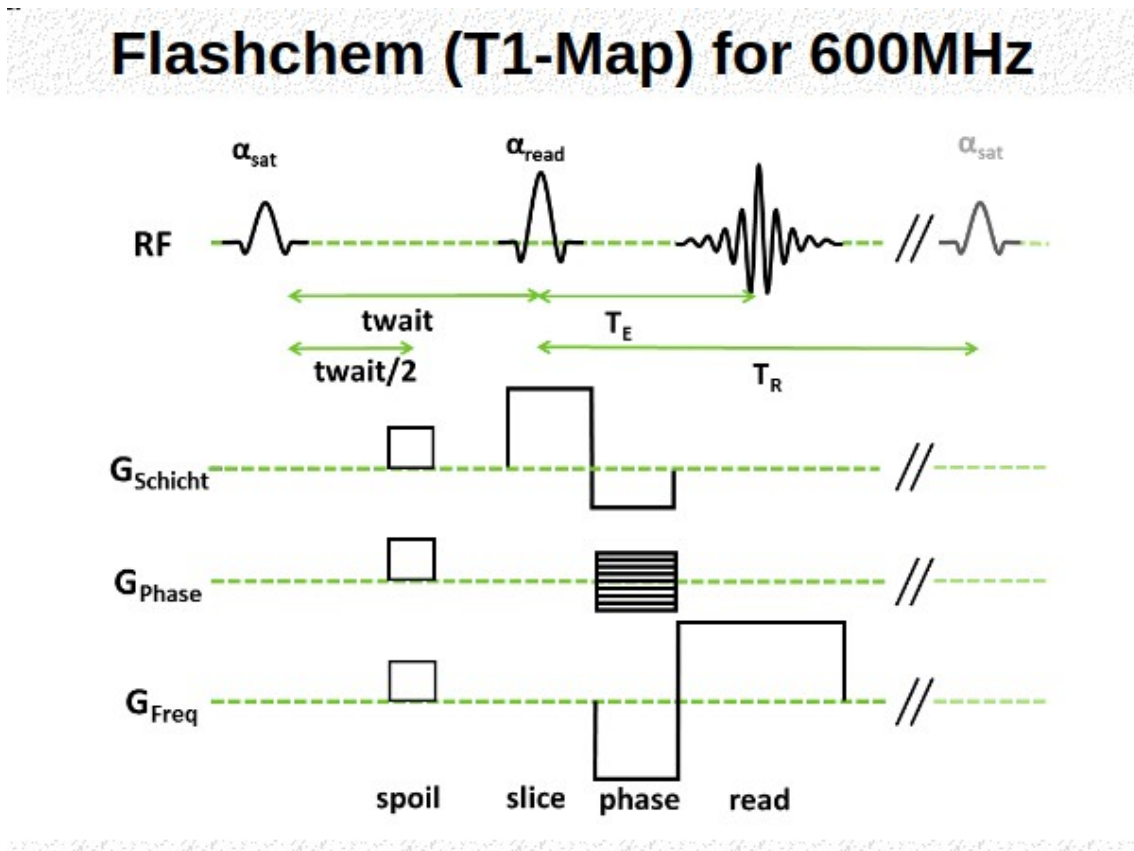 Flashchem (T1-Map) for 600MHz
αsat
αread
αsat
RF
twait
TE
twait/2
TR
GSchicht
GPhase
GFreq
spoil slice phase read